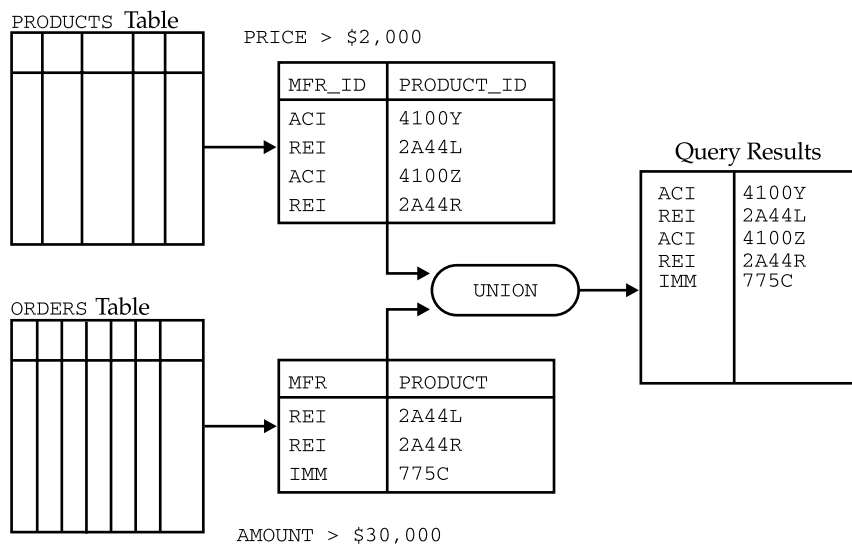 PRODUCTS Table
PRICE > $2,000
MFR_ID PRODUCT_ID
ACI 4100Y
REI 2A44L
ACI 4100Z
REI 2A44R
Query Results
ACI 4100Y
REI 2A44L
ACI 4100Z
REI 2A44R
IMM 775C
UNION
ORDERS Table
MFR PRODUCT
REI 2A44L
REI 2A44R
IMM 775C
AMOUNT > $30,000